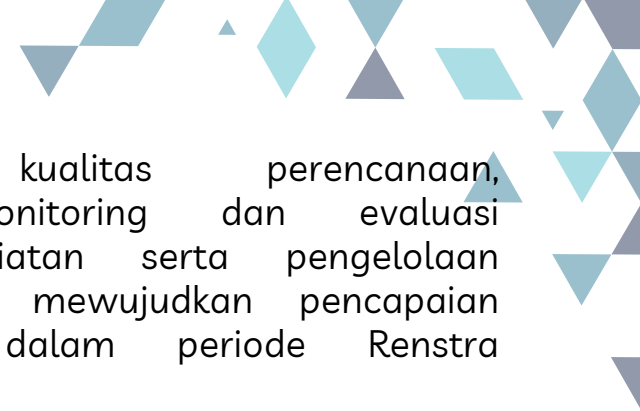 kualitas perencanaan,
onitoring dan evaluasi
iatan serta pengelolaan
mewujudkan pencapaian
dalam periode Renstra